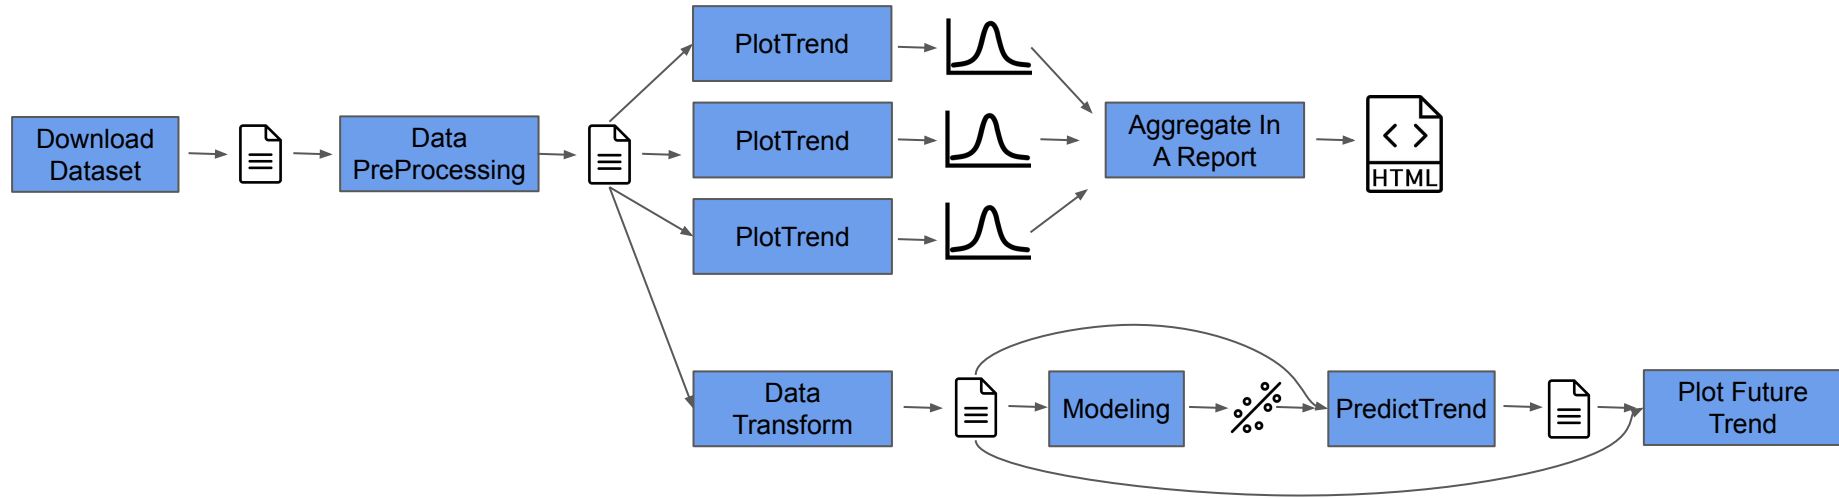 Download
Dataset
Data
PreProcessing
PlotTrend
PlotTrend
PlotTrend
Aggregate In
A Report
HTML
Data
Transform
Modeling
PredictTrend
Plot Future
Trend